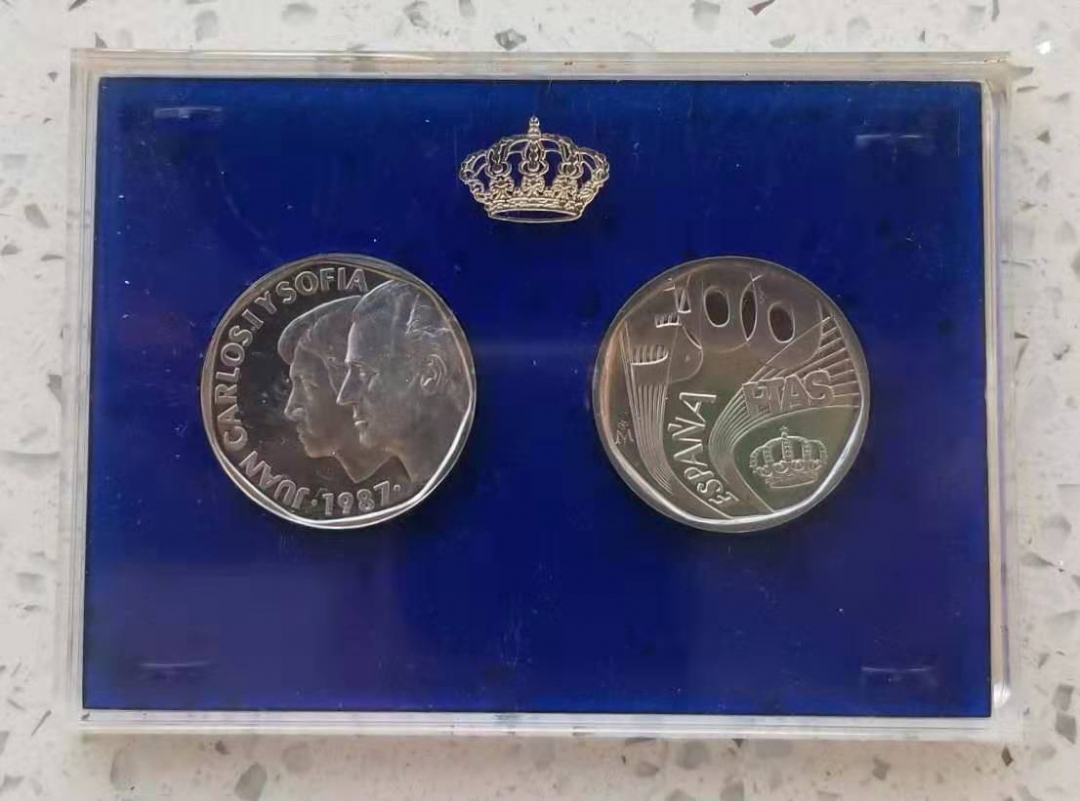 JUAN CARLOS.I Y SOFIA
·1987·
500
PTAS
ESPAÑA